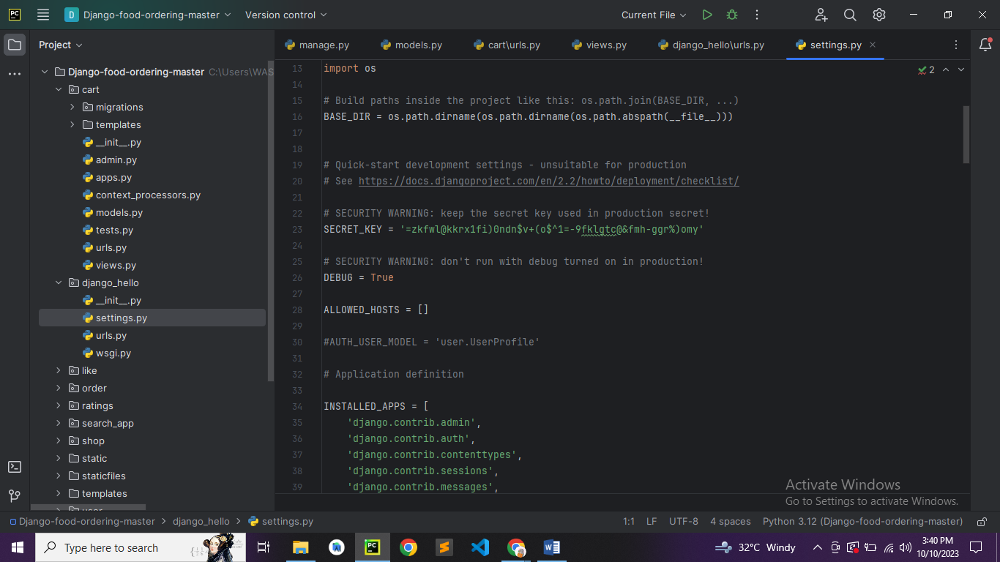 PC
D Django-food-ordering-master
Version control
Current File
Project
manage.py
models.py
cart\urls.py
views.py
django_hello\urls.py
settings.py
Django-food-ordering-master C:\Users\WAS
cart
migrations
templates
__init__.py
admin.py
apps.py
context_processors.py
models.py
tests.py
urls.py
views.py
django_hello
__init__.py
settings.py
urls.py
wsgi.py
like
order
ratings
search_app
shop
static
staticfiles
templates
user
2
13 import os
14
15 # Build paths inside the project like this: os.path.join(BASE_DIR, ...)
16 BASE_DIR = os.path.dirname(os.path.dirname(os.path.abspath(__file__)))
17
18
19 # Quick-start development settings - unsuitable for production
20 # See https://docs.djangoproject.com/en/2.2/howto/deployment/checklist/
21
22 # SECURITY WARNING: keep the secret key used in production secret!
23 SECRET_KEY = '=zkfwl@kkrx1fi)0ndn$v+(o$^1=-9fklgtc@&fmh-ggr%)omy'
24
25 # SECURITY WARNING: don't run with debug turned on in production!
26 DEBUG = True
27
28 ALLOWED_HOSTS = []
29
30 #AUTH_USER_MODEL = 'user.UserProfile'
31
32 # Application definition
33
34 INSTALLED_APPS = [
35 'django.contrib.admin',
36 'django.contrib.auth',
37 'django.contrib.contenttypes',
38 'django.contrib.sessions',
39 'django.contrib.messages',
Activate Windows
Go to Settings to activate Windows.
Django-food-ordering-master > django_hello > settings.py
1:1 LF UTF-8 4 spaces Python 3.12 (Django-food-ordering-master)
Type here to search
PC
32°C Windy
3:40 PM
10/10/2023